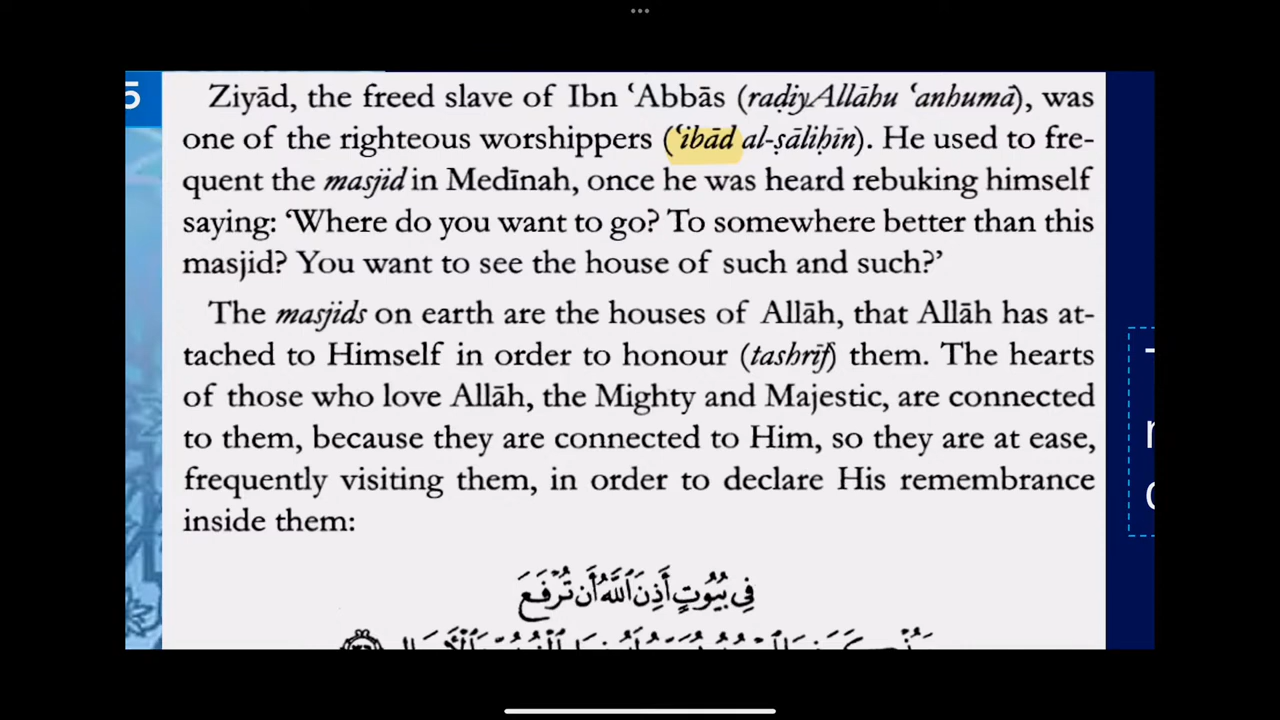 5
Ziyād, the freed slave of Ibn ʿAbbās (raḍiyAllāhu ʿanhumā), was
one of the righteous worshippers (ʿibād al-ṣāliḥīn). He used to fre-
quent the masjid in Medīnah, once he was heard rebuking himself
saying: ‘Where do you want to go? To somewhere better than this
masjid? You want to see the house of such and such?’
The masjids on earth are the houses of Allāh, that Allāh has at-
tached to Himself in order to honour (tashrīf) them. The hearts
of those who love Allāh, the Mighty and Majestic, are connected
to them, because they are connected to Him, so they are at ease,
frequently visiting them, in order to declare His remembrance
inside them:
فِي بُيُوتٍ أَذِنَ ٱللَّهُ أَن تُرْفَعَ